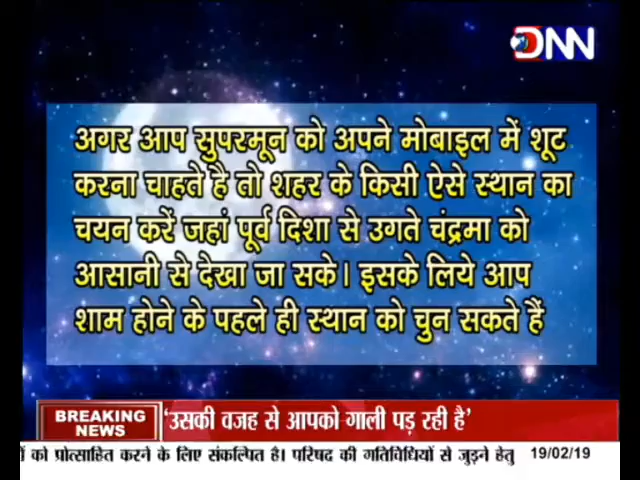 DNN
अगर आप सुपरमून को अपने मोबाइल में शूट
करना चाहते है तो शहर के किसी ऐसे स्थान का
चयन करें जहां पूर्व दिशा से उगते चंद्रमा को
आसानी से देखा जा सके। इसके लिये आप
शाम होने के पहले ही स्थान को चुन सकते हैं
BREAKING NEWS
'उसकी वजह से आपको गाली पड़ रही है'
को प्रोत्साहित करने के लिए संकल्पित है। परिषद की गतिविधियों से जुड़ने हेतु
19/02/19